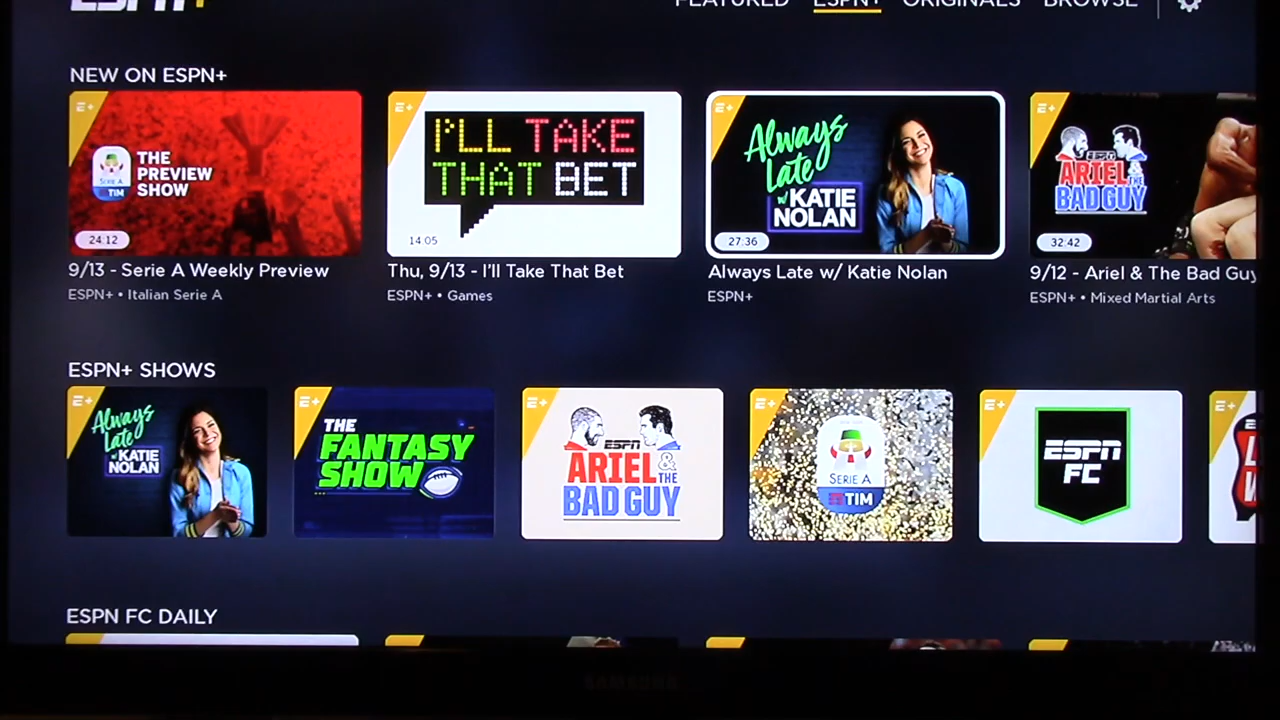 ESPN+
FEATURED ESPN+ ORIGINALS BROWSE
NEW ON ESPN+
E+
SERIE A
TIM
THE
PREVIEW
SHOW
24:12
9/13 - Serie A Weekly Preview
ESPN+ • Italian Serie A
E+
I'LL TAKE
THAT BET
14:05
Thu, 9/13 - I'll Take That Bet
ESPN+ • Games
E+
Always
Late
w/ KATIE
NOLAN
27:36
Always Late w/ Katie Nolan
ESPN+
E+
ESPN
ARIEL & THE
BAD GUY
32:42
9/12 - Ariel & The Bad Guy
ESPN+ • Mixed Martial Arts
ESPN+ SHOWS
E+
Always
Late
w/ KATIE
NOLAN
E+
THE
FANTASY
SHOW
E+
ESPN
ARIEL & THE
BAD GUY
E+
SERIE A
TIM
E+
ESPN
FC
E+
ESPN FC DAILY
SAMSUNG